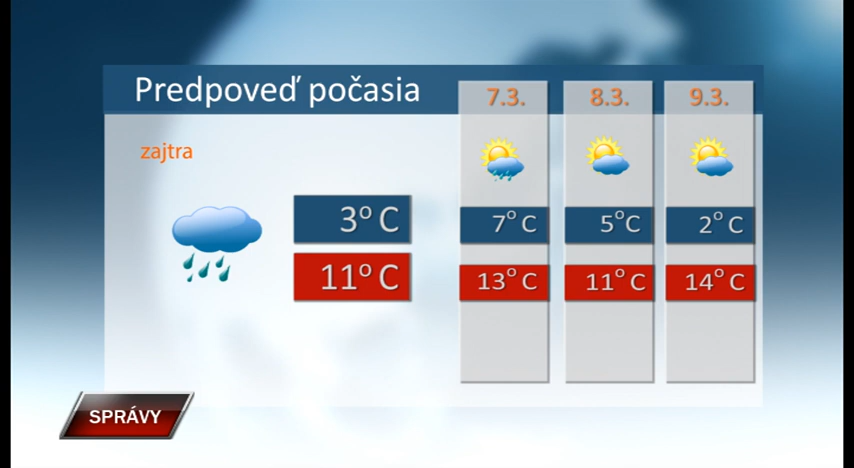 Predpoveď počasia
zajtra
3°C
11°C
7.3.
7°C
13°C
8.3.
5°C
11°C
9.3.
2°C
14°C
SPRÁVY